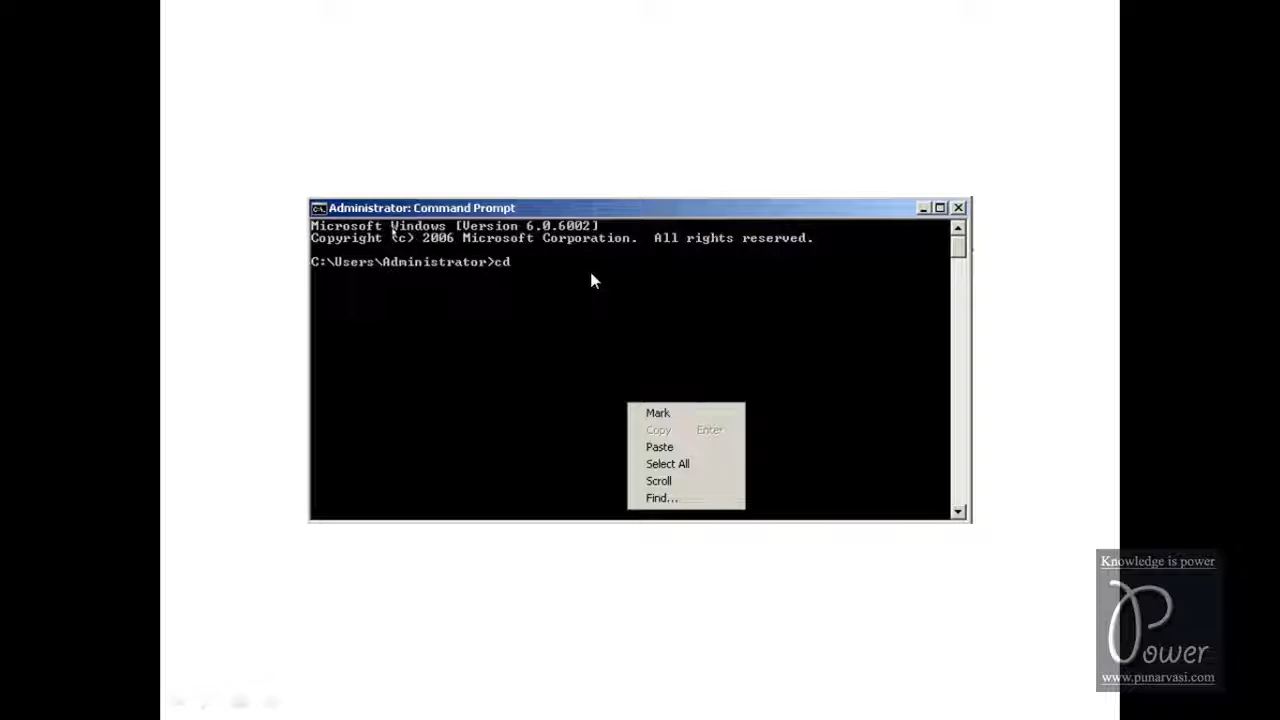 Administrator: Command Prompt
Microsoft Windows [Version 6.0.6002]
Copyright (c) 2006 Microsoft Corporation. All rights reserved.
C:\Users\Administrator>cd
Mark
Copy Enter
Paste
Select All
Scroll
Find...
Knowledge is power
Power
www.punarvasi.com